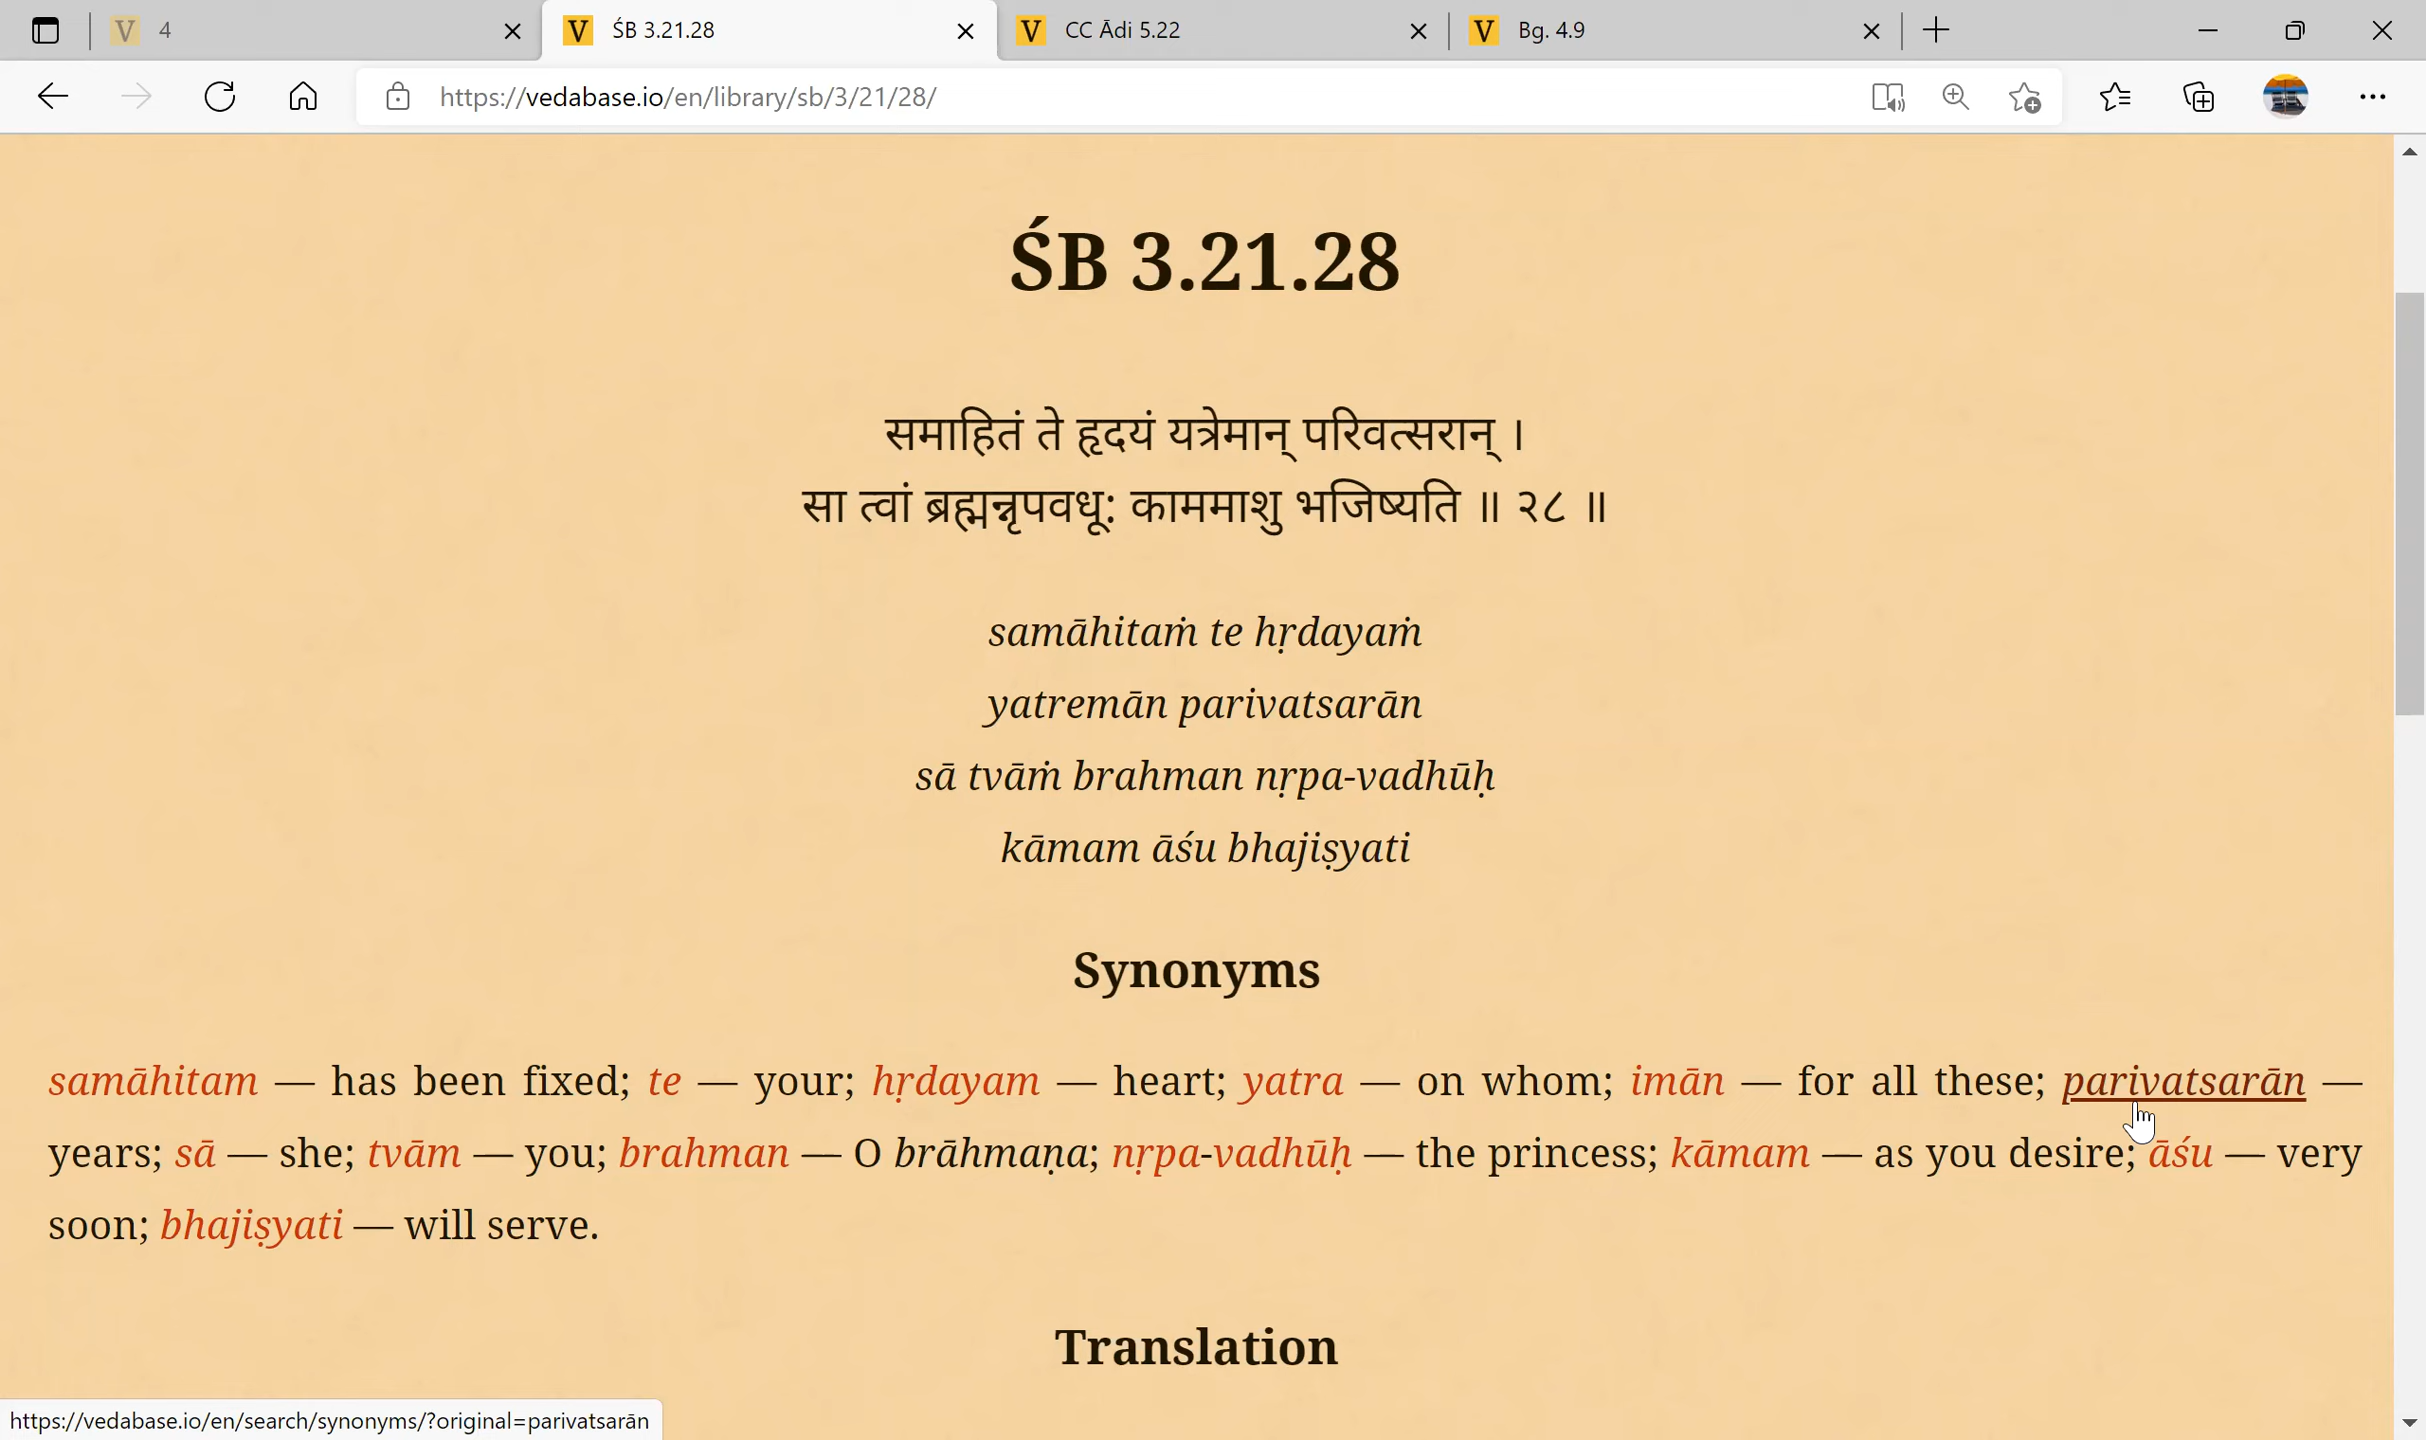 4
ŚB 3.21.28
CC Ādi 5.22
Bg. 4.9
https://vedabase.io/en/library/sb/3/21/28/
ŚB 3.21.28
समाहितं ते हृदयं यत्रेमान् परिवत्सरान् ।
सा त्वां ब्रह्मन्नृपवधू: काममाशु भजिष्यति ॥ २८ ॥
samāhitaṁ te hṛdayaṁ
yatremān parivatsarān
sā tvāṁ brahman nṛpa-vadhūḥ
kāmam āśu bhajiṣyati
Synonyms
samāhitam — has been fixed; te — your; hṛdayam — heart; yatra — on whom; imān — for all these; parivatsarān —
years; sā — she; tvām — you; brahman — O brāhmaṇa; nṛpa-vadhūḥ — the princess; kāmam — as you desire; āśu — very
soon; bhajiṣyati — will serve.
Translation
https://vedabase.io/en/search/synonyms/?original=parivatsarān